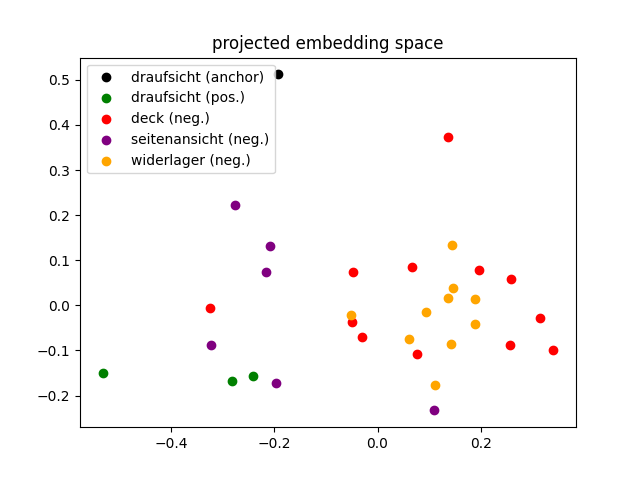 projected embedding space
draufsicht (anchor)
draufsicht (pos.)
deck (neg.)
seitenansicht (neg.)
widerlager (neg.)
0.5
0.4
0.3
0.2
0.1
0.0
−0.1
−0.2
−0.4 −0.2 0.0 0.2